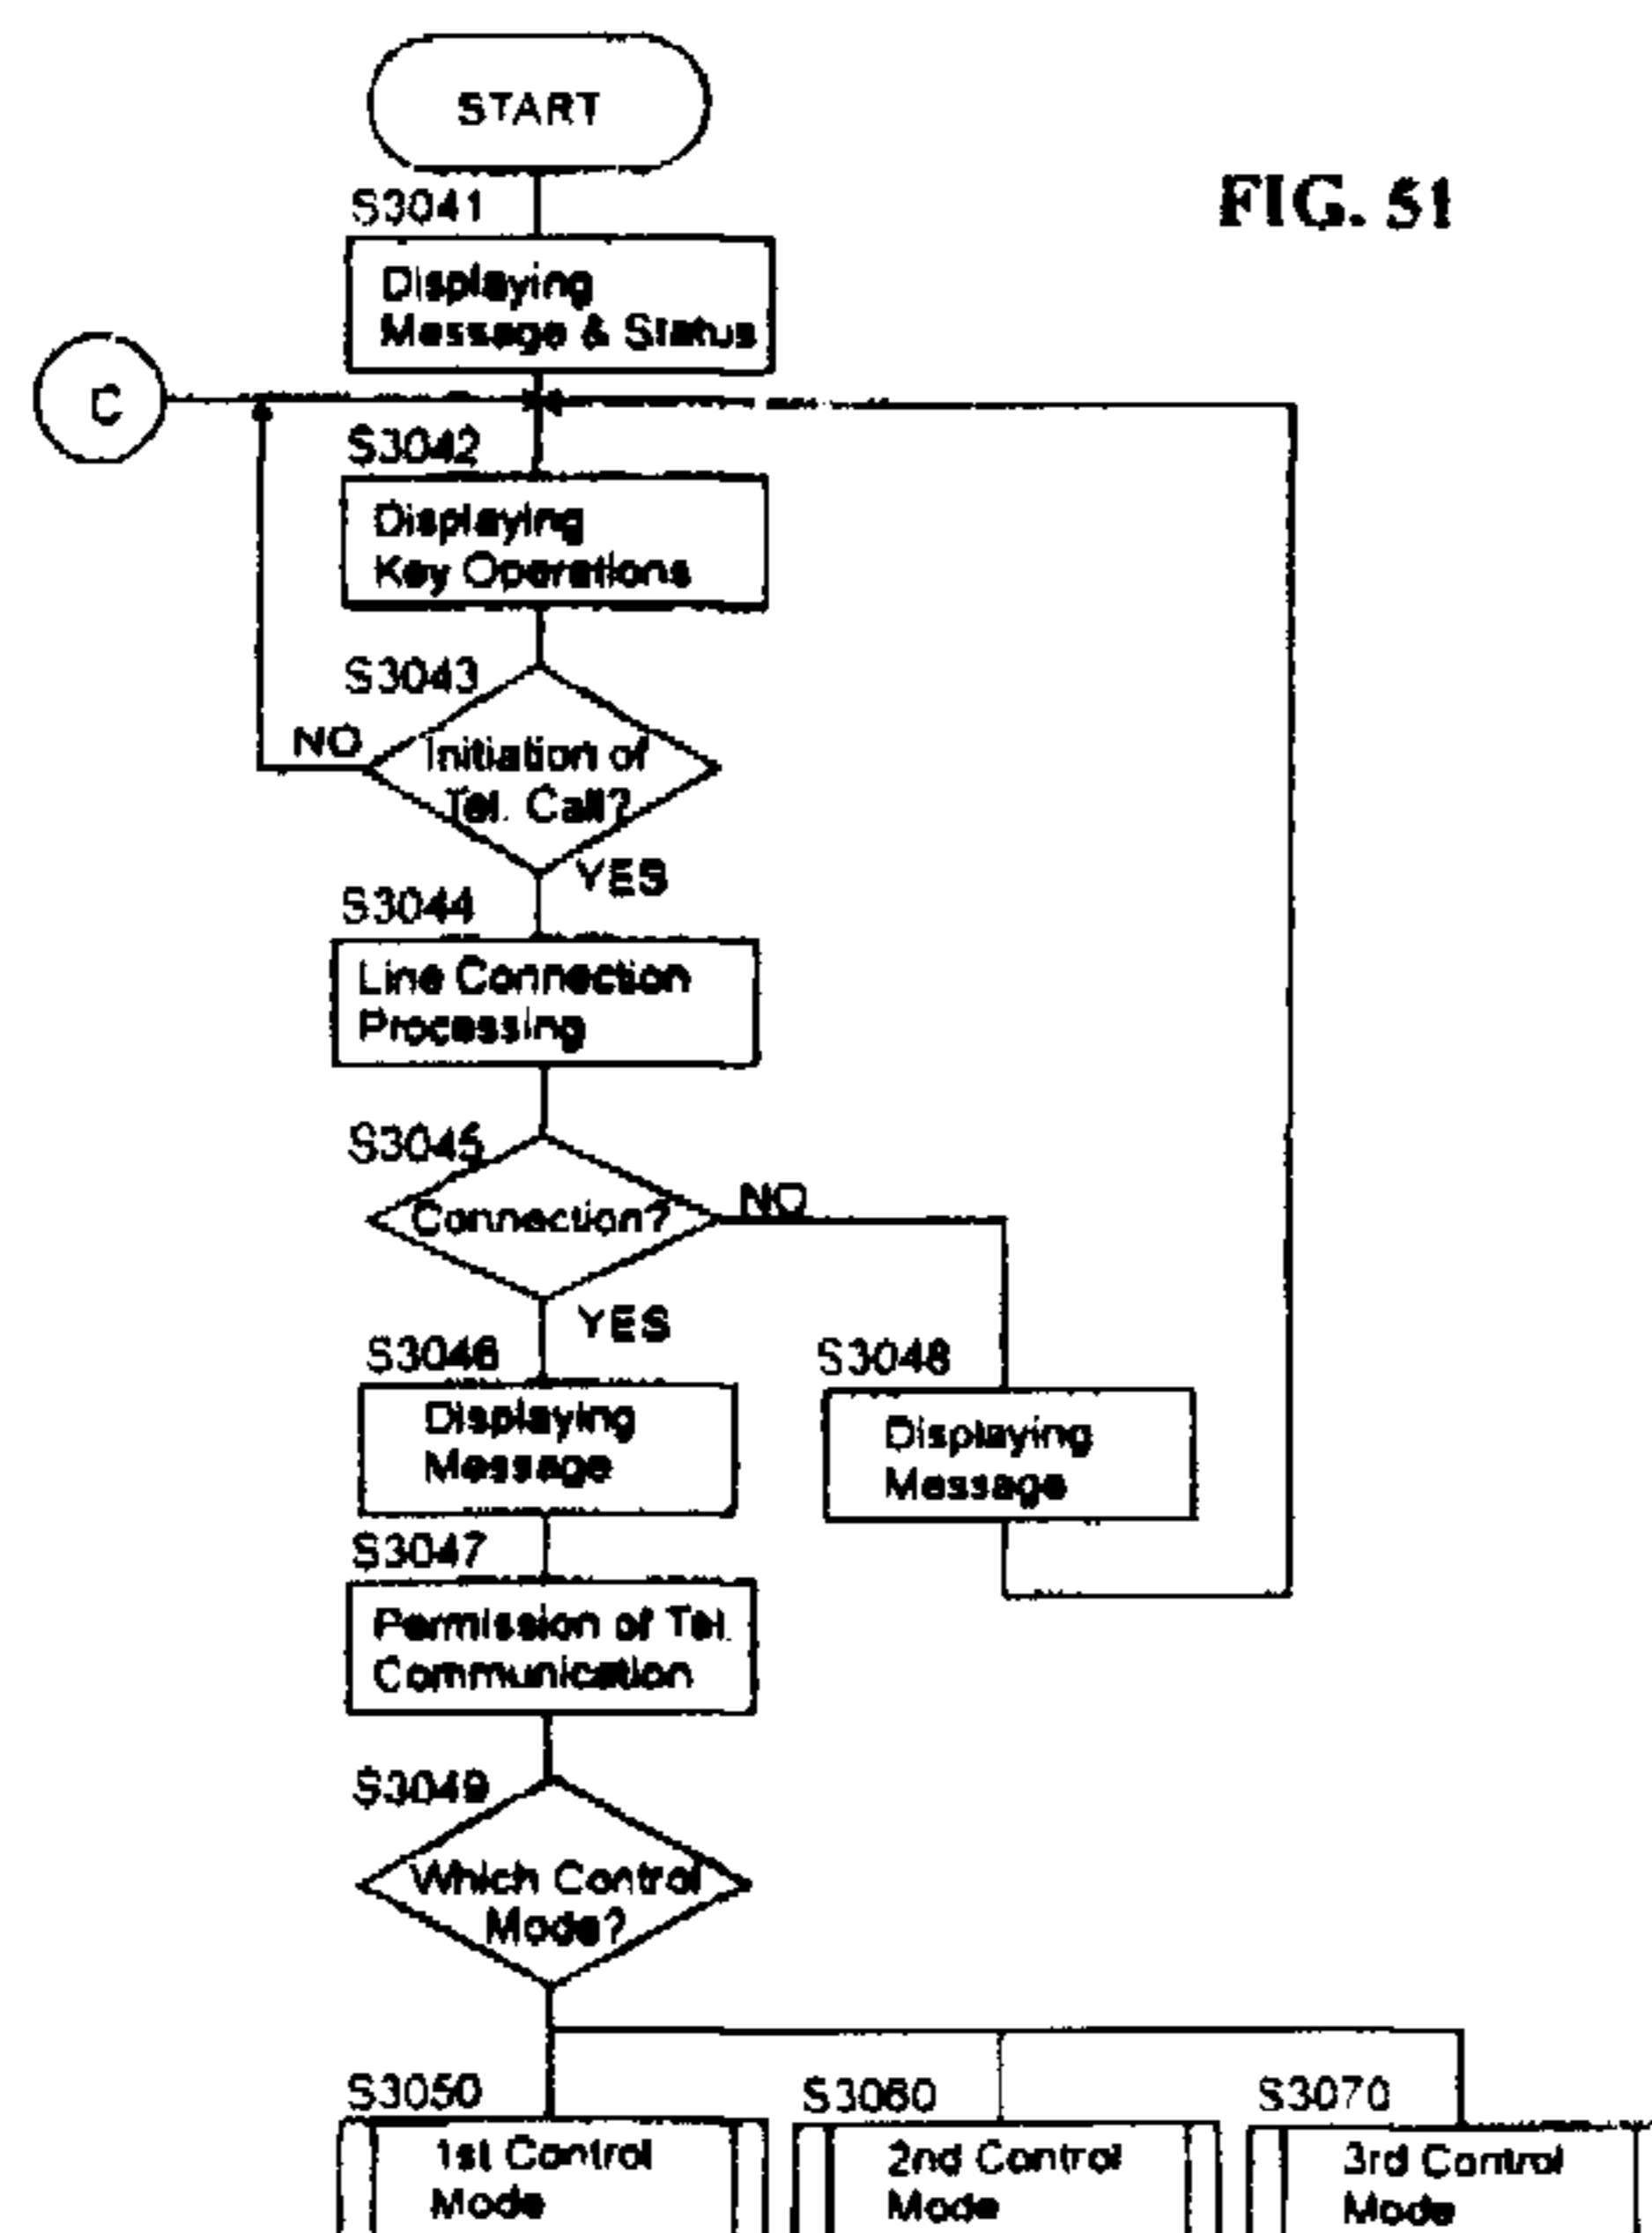 START
FIG. 51
S3041
Displaying
Message & Status
C
S3042
Displaying
Key Operations
S3043
NO
Initiation of
Tel. Call?
YES
S3044
Line Connection
Processing
S3045
Connection?
NO
YES
S3046
Displaying
Message
S3048
Displaying
Message
S3047
Permission of Tel.
Communication
S3049
Which Control
Mode?
S3050
1st Control
Mode
S3060
2nd Control
Mode
S3070
3rd Control
Mode